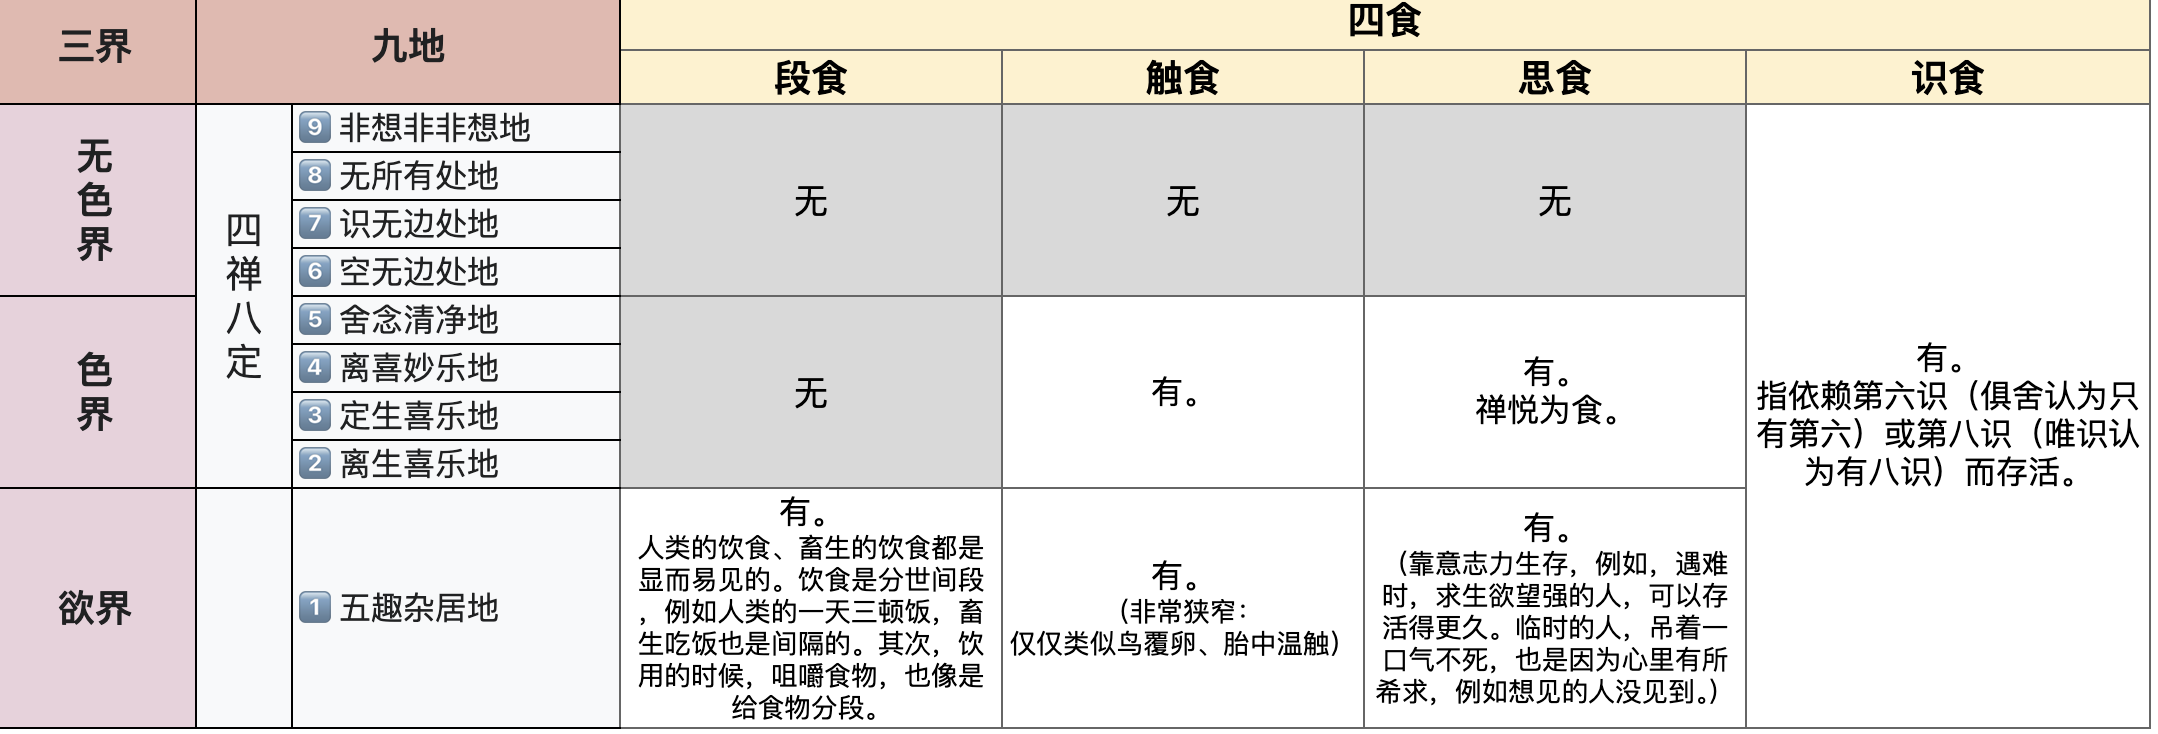 三界
九地
四食
段食
触食
思食
识食
无
色
界
四
禅
八
定
9 非想非非想地
8 无所有处地
7 识无边处地
6 空无边处地
无
无
无
色
界
5 舍念清净地
4 离喜妙乐地
3 定生喜乐地
2 离生喜乐地
无
有。
有。
禅悦为食。
有。
指依赖第六识（俱舍认为只
有第六）或第八识（唯识认
为有八识）而存活。
欲界
1 五趣杂居地
有。
人类的饮食、畜生的饮食都是
显而易见的。饮食是分世间段
，例如人类的一天三顿饭，畜
生吃饭也是间隔的。其次，饮
用的时候，咀嚼食物，也像是
给食物分段。
有。
（非常狭窄：
仅仅类似鸟覆卵、胎中温触）
有。
（靠意志力生存，例如，遇难
时，求生欲望强的人，可以存
活得更久。临时的人，吊着一
口气不死，也是因为心里有所
希求，例如想见的人没见到。）